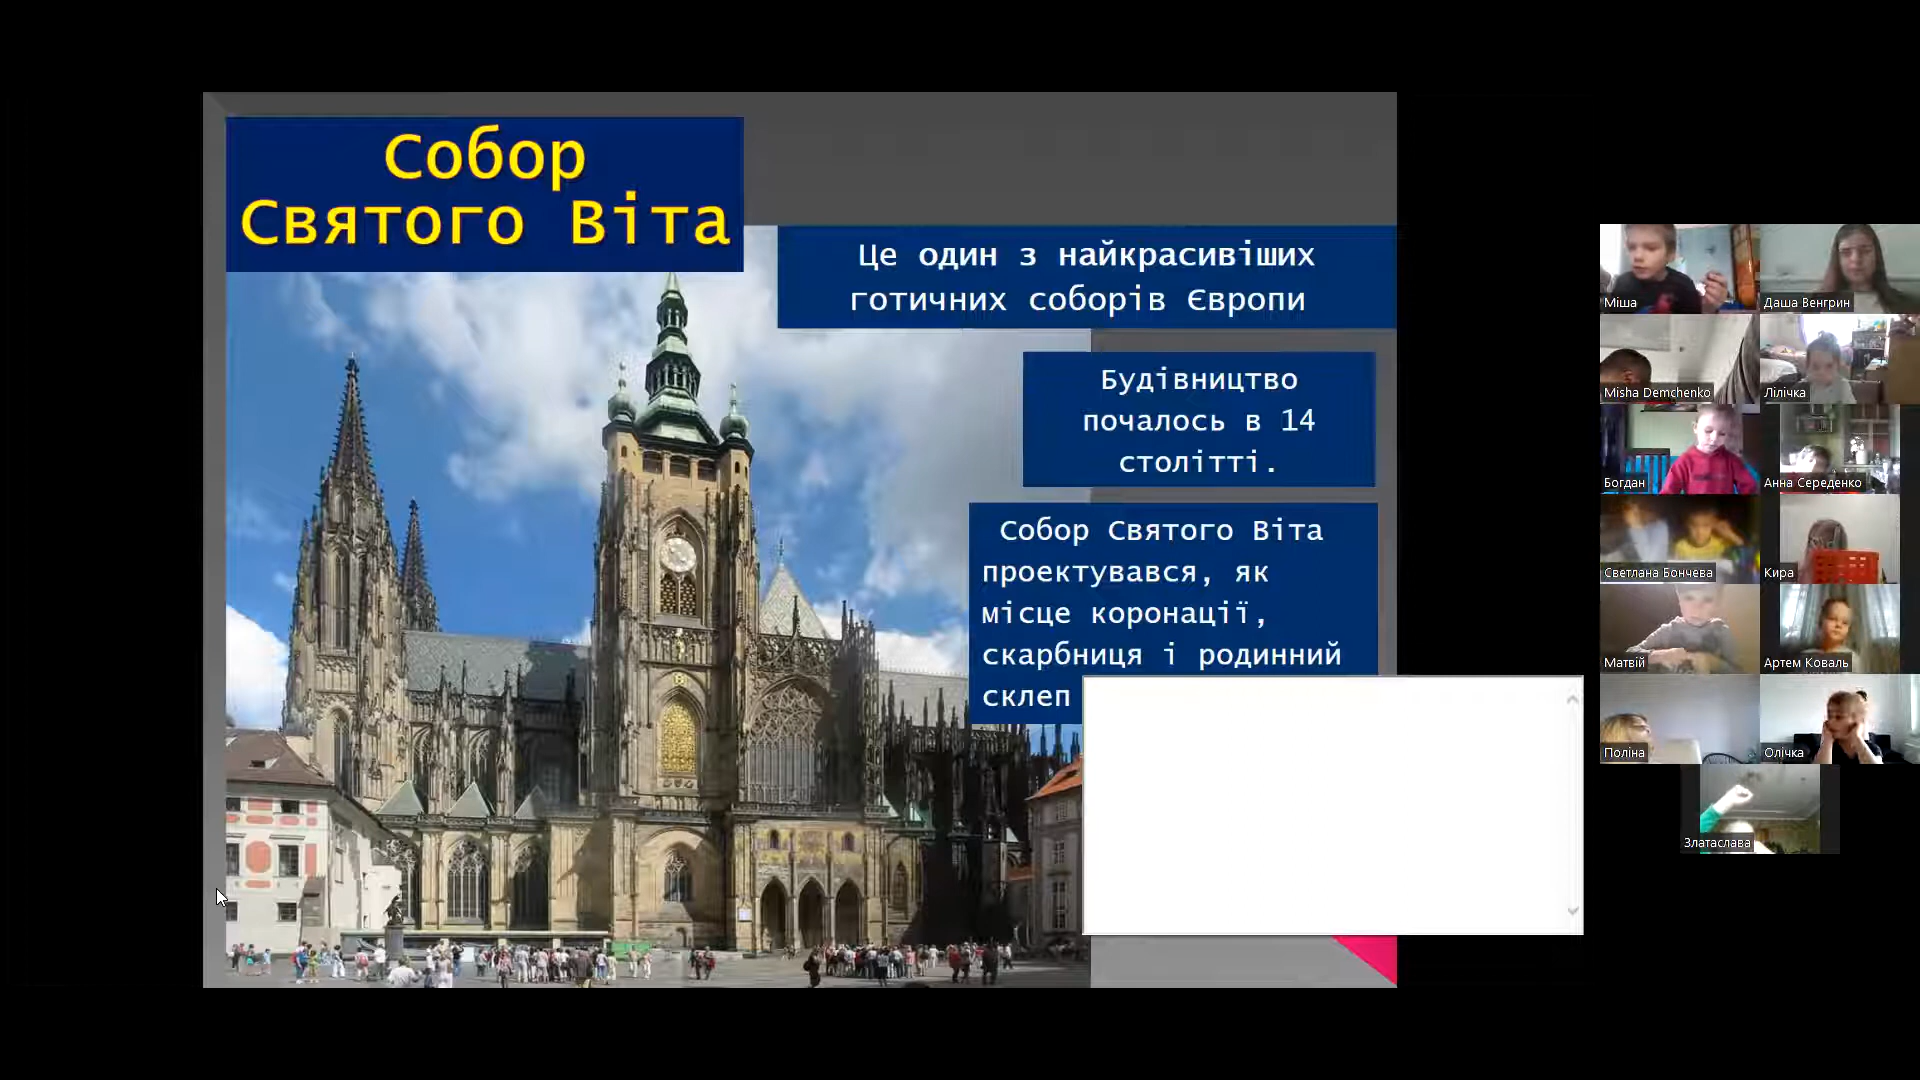 Собор
Святого Віта
Це один з найкрасивіших
готичних соборів Європи
Будівництво
почалось в 14
столітті.
Собор Святого Віта
проектувався, як
місце коронації,
скарбниця і родинний
склеп
Міша
Даша Венгрин
Misha Demchenko
Лілічка
Богдан
Анна Середенко
Светлана Бончева
Кира
Матвій
Артем Коваль
Поліна
Олічка
Златаслава